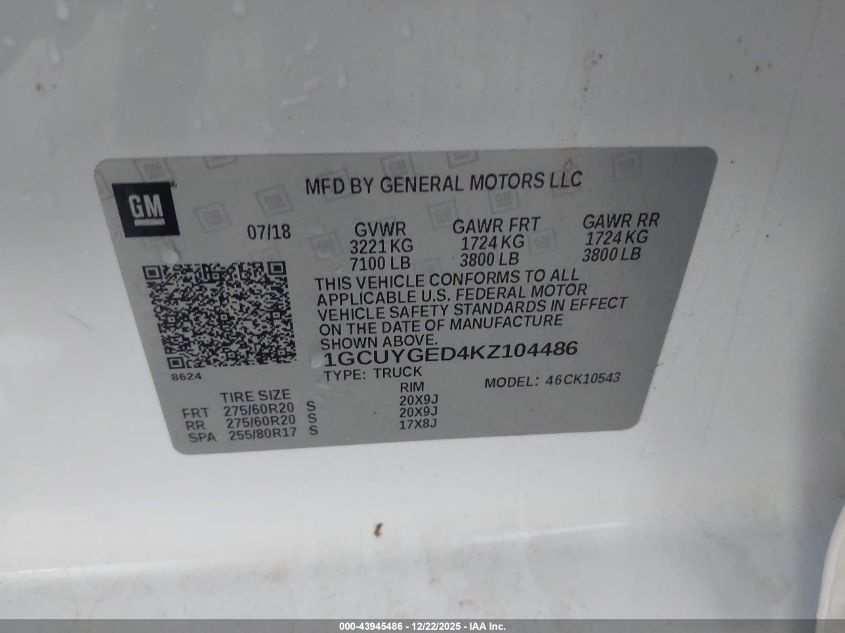 GM
MFD BY GENERAL MOTORS LLC
07/18 GVWR GAWR FRT GAWR RR
3221 KG 1724 KG 1724 KG
7100 LB 3800 LB 3800 LB
THIS VEHICLE CONFORMS TO ALL
APPLICABLE U.S. FEDERAL MOTOR
VEHICLE SAFETY STANDARDS IN EFFECT
ON THE DATE OF MANUFACTURE
SHOWN ABOVE.
1GCUYGED4KZ104486
8624
TYPE: TRUCK MODEL: 46CK10543
TIRE SIZE RIM
FRT 275/60R20 S 20X9J
RR 275/60R20 S 20X9J
SPA 255/80R17 S 17X8J
000-43945486 - 12/22/2025 - IAA Inc.